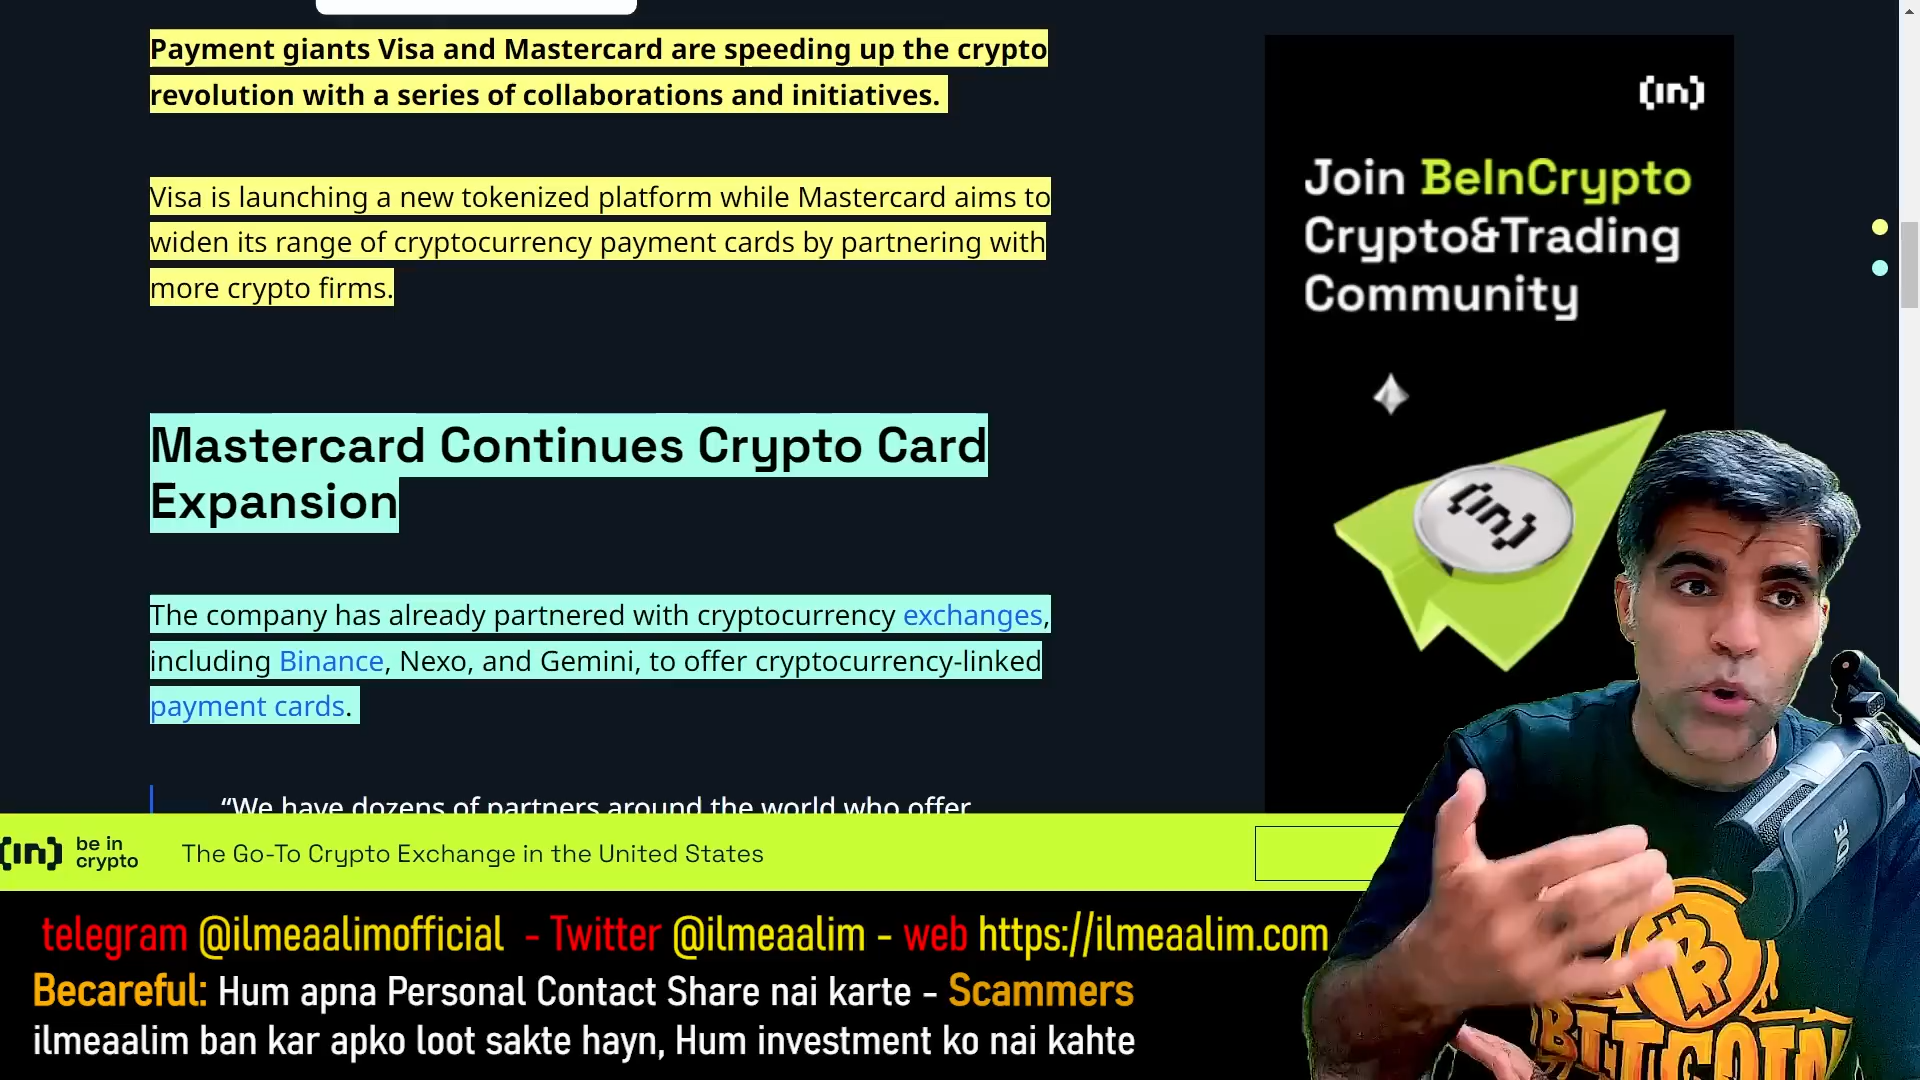 Payment giants Visa and Mastercard are speeding up the crypto
revolution with a series of collaborations and initiatives.
Visa is launching a new tokenized platform while Mastercard aims to
widen its range of cryptocurrency payment cards by partnering with
more crypto firms.
Mastercard Continues Crypto Card
Expansion
The company has already partnered with cryptocurrency exchanges,
including Binance, Nexo, and Gemini, to offer cryptocurrency-linked
payment cards.
“We have dozens of partners around the world who offer
[in]
Join BeInCrypto
Crypto&Trading
Community
[in]
[in] be in
crypto
The Go-To Crypto Exchange in the United States
telegram @ilmeaalimofficial - Twitter @ilmeaalim - web https://ilmeaalim.com
Becareful: Hum apna Personal Contact Share nai karte - Scammers
ilmeaalim ban kar apko loot sakte hayn, Hum investment ko nai kahte
BITCOIN